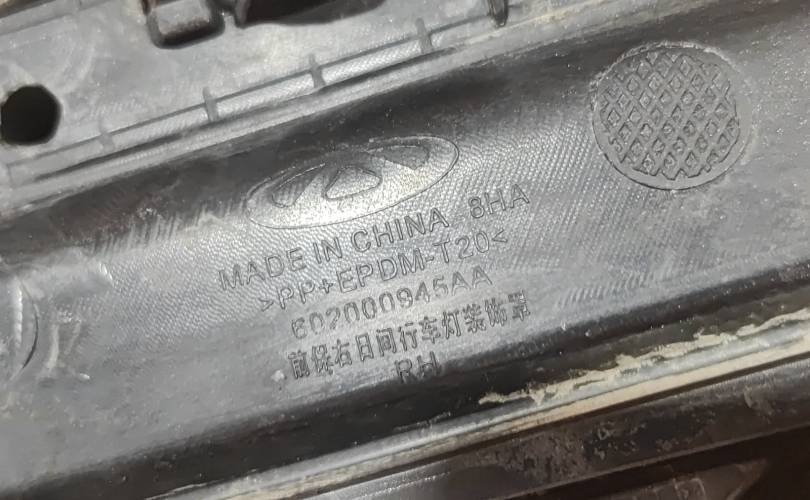 MADE IN CHINA 8HA
>PP+EPDM-T20<
602000945AA
前保右日间行车灯装饰罩
RH